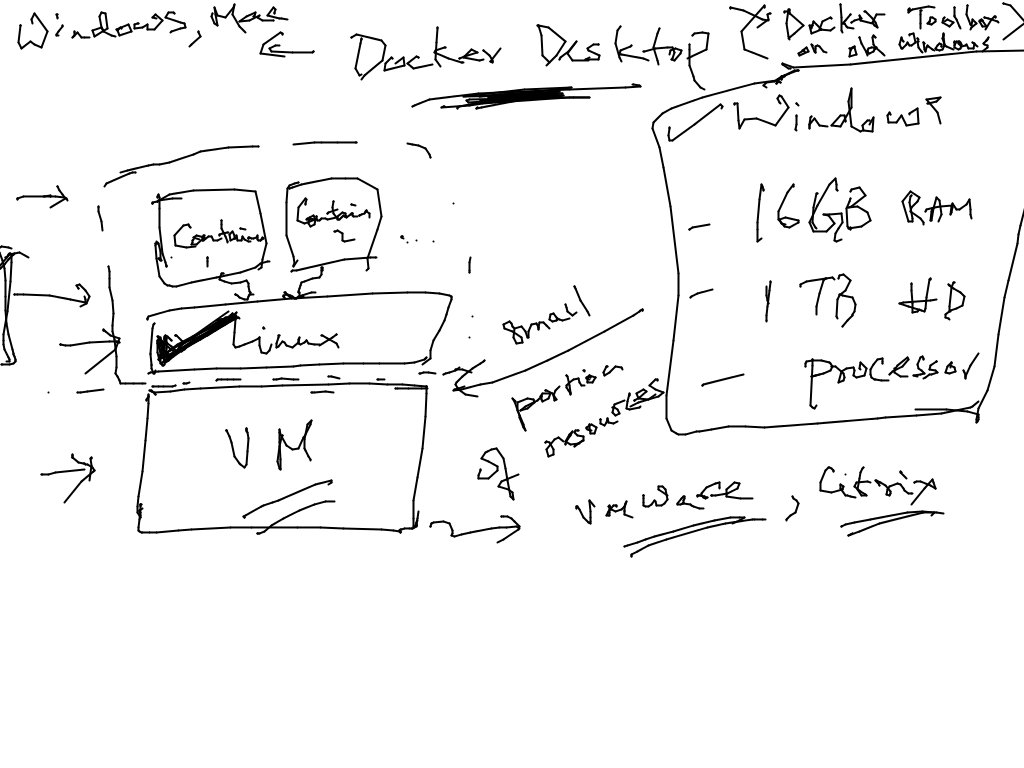 Windows, Mac
Docker Desktop
(Docker Toolbox
on old windows)
Windows
- 16GB RAM
- 1 TB HD
- Processor
Container
1
Contain
2
....
Linux
VM
small
portion
of resources
VMware, Citrix